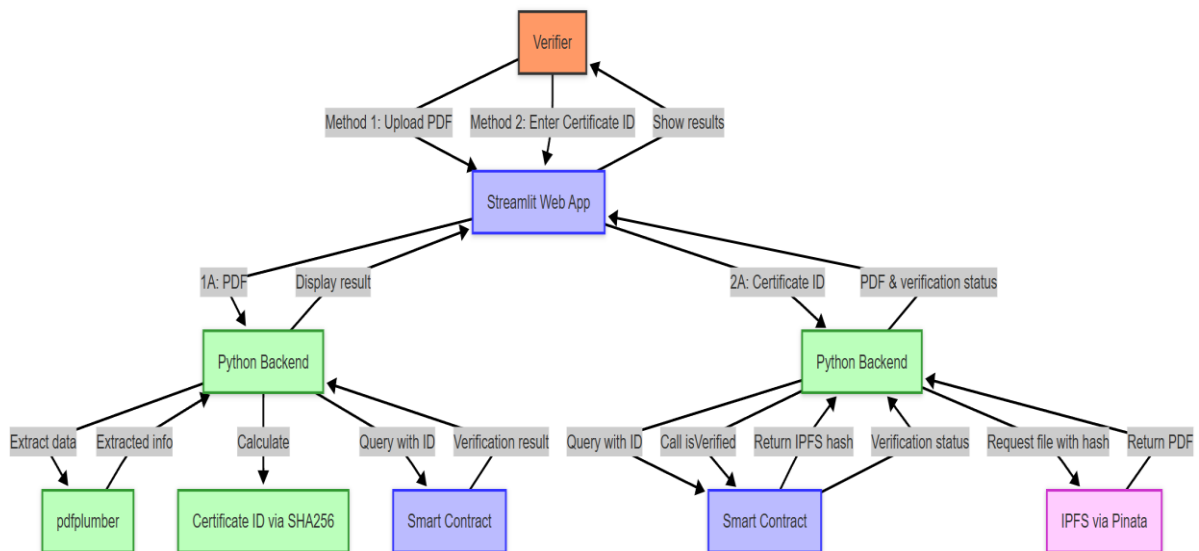 Verifier
Method 1: Upload PDF
Method 2: Enter Certificate ID
Show results
Streamlit Web App
1A: PDF
Display result
2A: Certificate ID
PDF & verification status
Python Backend
Python Backend
Extract data
Extracted info
Calculate
Query with ID
Verification result
Query with ID
Call isVerified
Return IPFS hash
Verification status
Request file with hash
Return PDF
pdfplumber
Certificate ID via SHA256
Smart Contract
Smart Contract
IPFS via Pinata